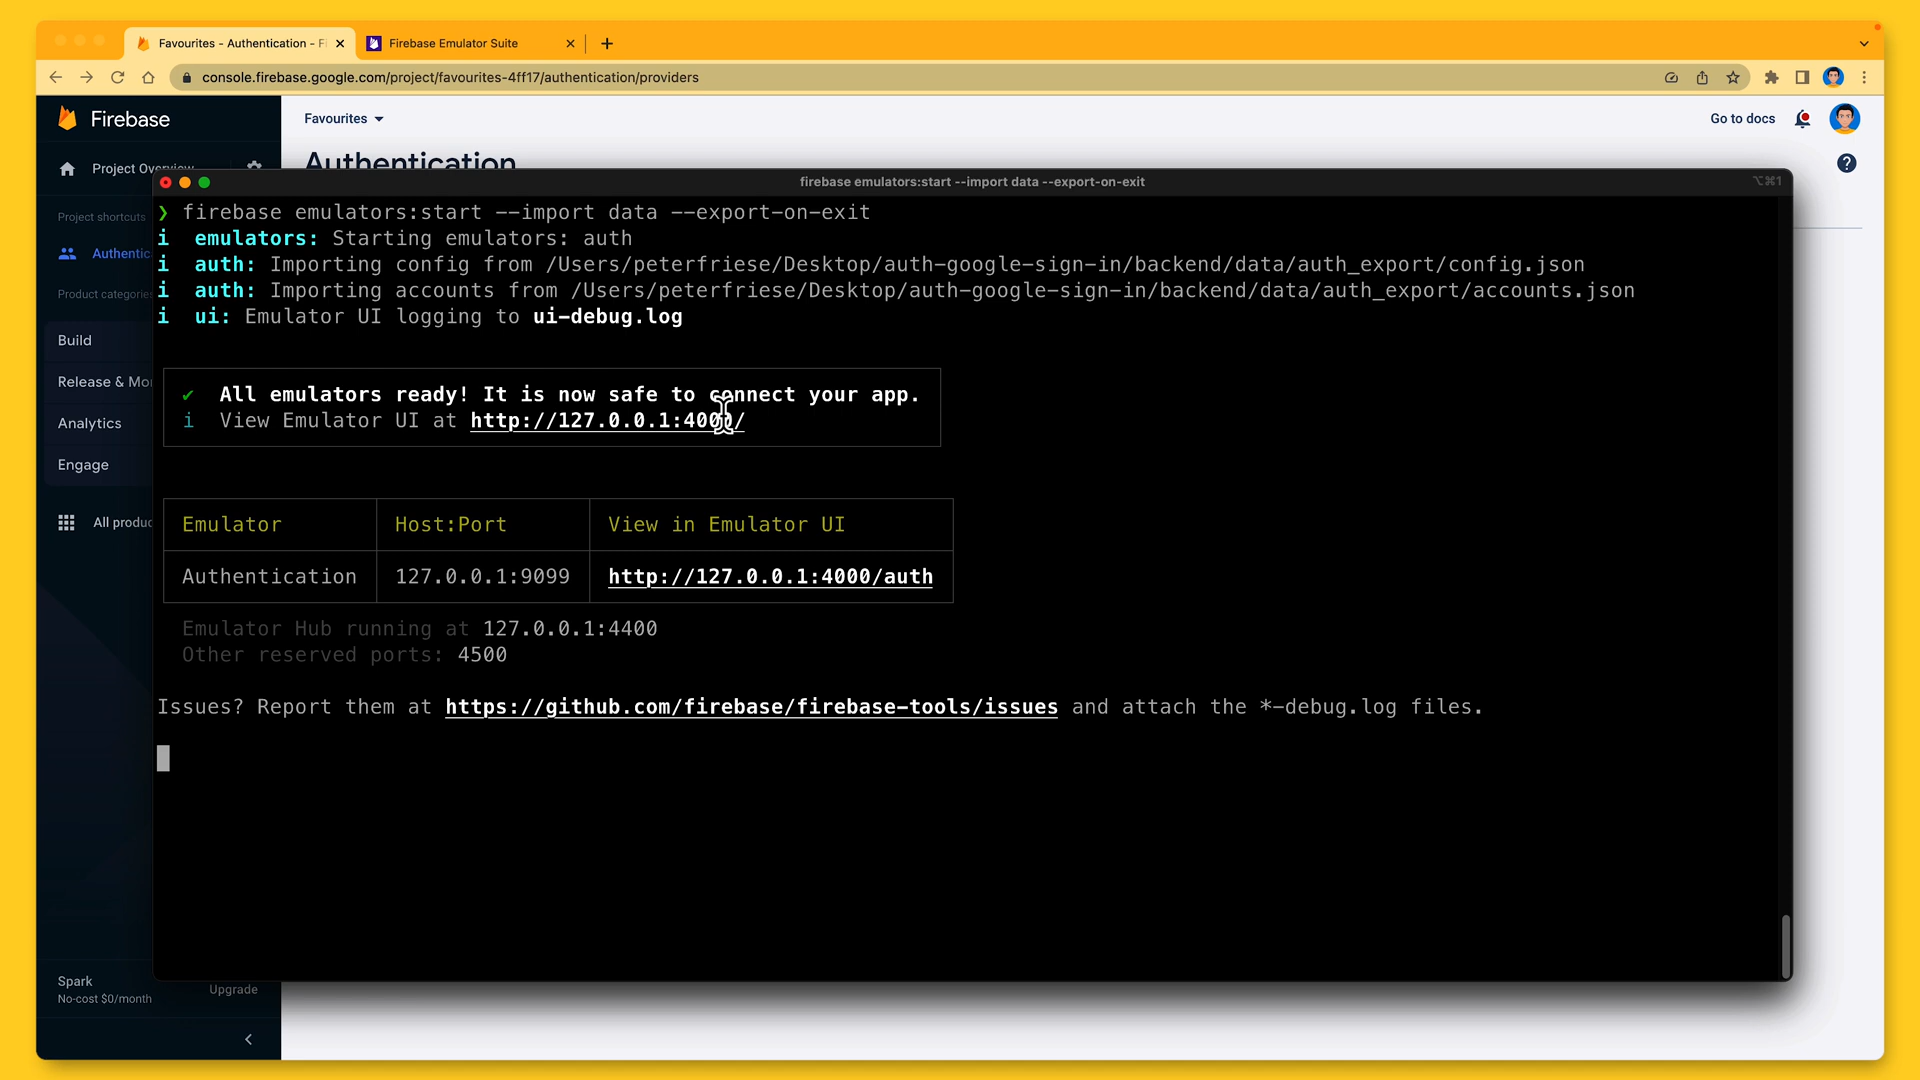 Favourites - Authentication - F
Firebase Emulator Suite
console.firebase.google.com/project/favourites-4ff17/authentication/providers
Firebase
Favourites
Go to docs
Authentication
Project Overview
Project shortcuts
Authentic
Product categories
Build
Release & Mo
Analytics
Engage
All produc
Spark
No-cost $0/month
Upgrade
firebase emulators:start --import data --export-on-exit
⌥⌘1
❯ firebase emulators:start --import data --export-on-exit
i emulators: Starting emulators: auth
i auth: Importing config from /Users/peterfriese/Desktop/auth-google-sign-in/backend/data/auth_export/config.json
i auth: Importing accounts from /Users/peterfriese/Desktop/auth-google-sign-in/backend/data/auth_export/accounts.json
i ui: Emulator UI logging to ui-debug.log
✔ All emulators ready! It is now safe to connect your app.
i View Emulator UI at http://127.0.0.1:4000/
Emulator Host:Port View in Emulator UI
Authentication 127.0.0.1:9099 http://127.0.0.1:4000/auth
Emulator Hub running at 127.0.0.1:4400
Other reserved ports: 4500
Issues? Report them at https://github.com/firebase/firebase-tools/issues and attach the *-debug.log files.